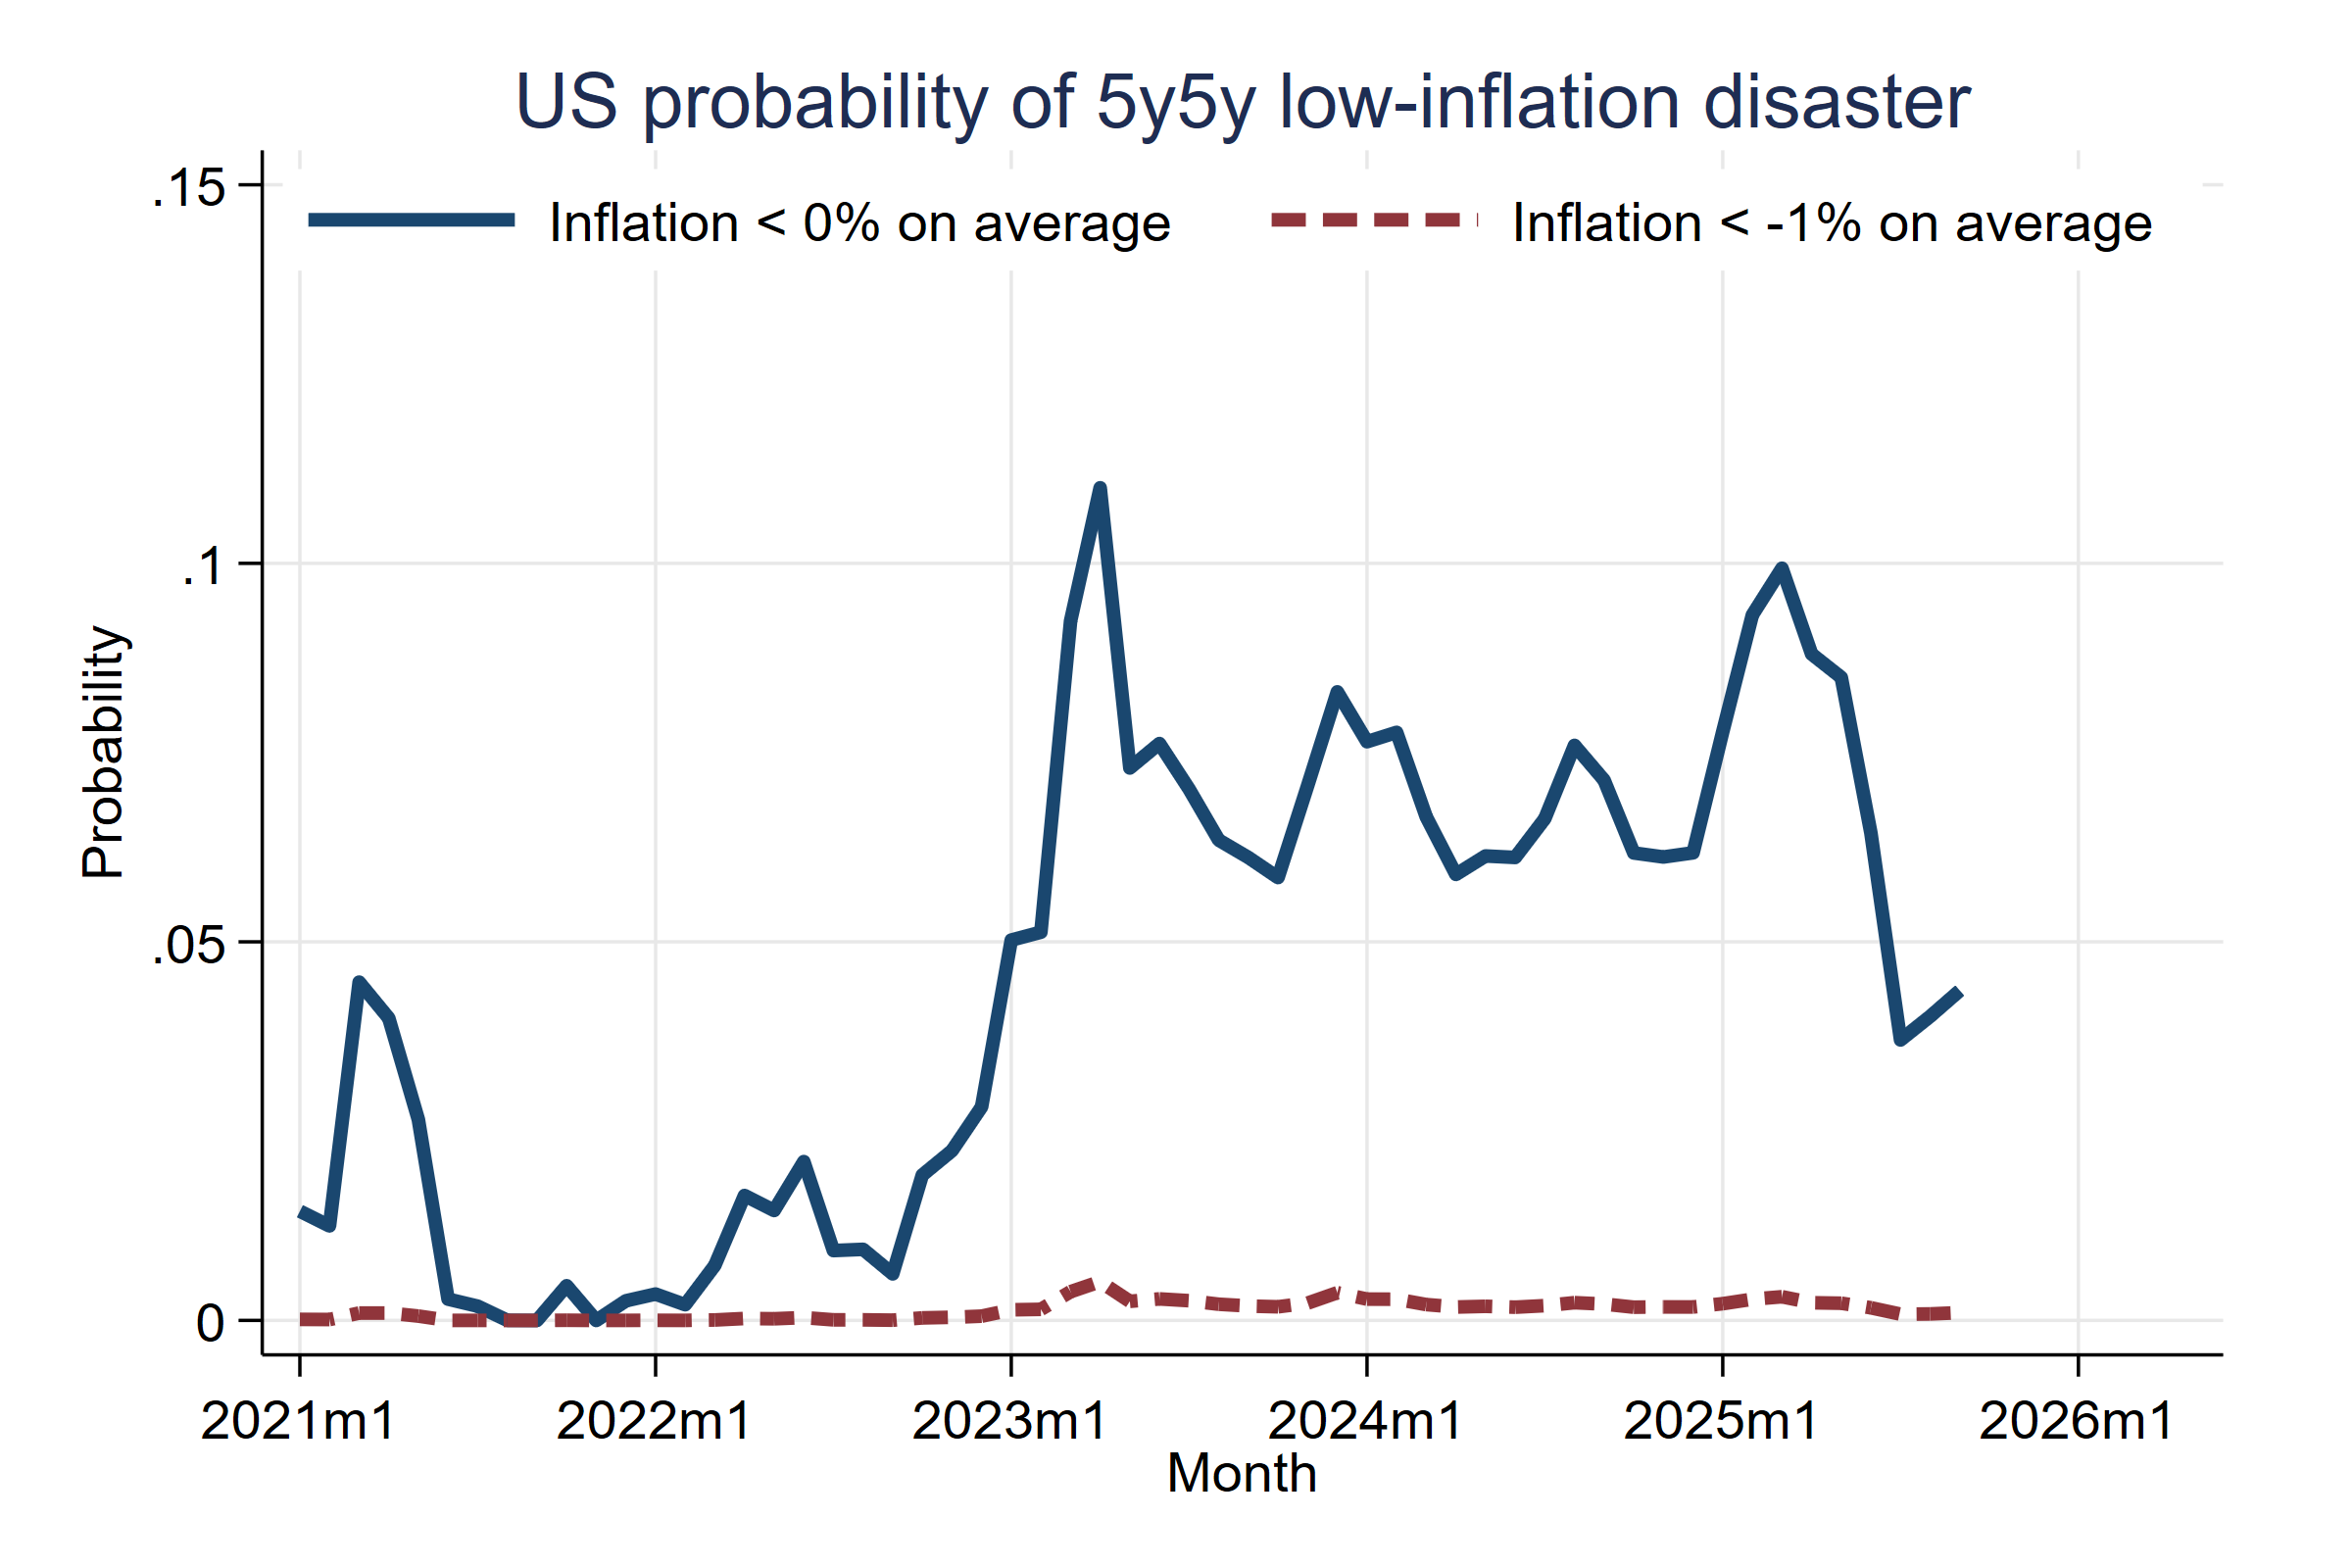 US probability of 5y5y low-inflation disaster
Inflation < 0% on average
Inflation < -1% on average
.15
.1
.05
0
Probability
2021m1
2022m1
2023m1
2024m1
2025m1
2026m1
Month